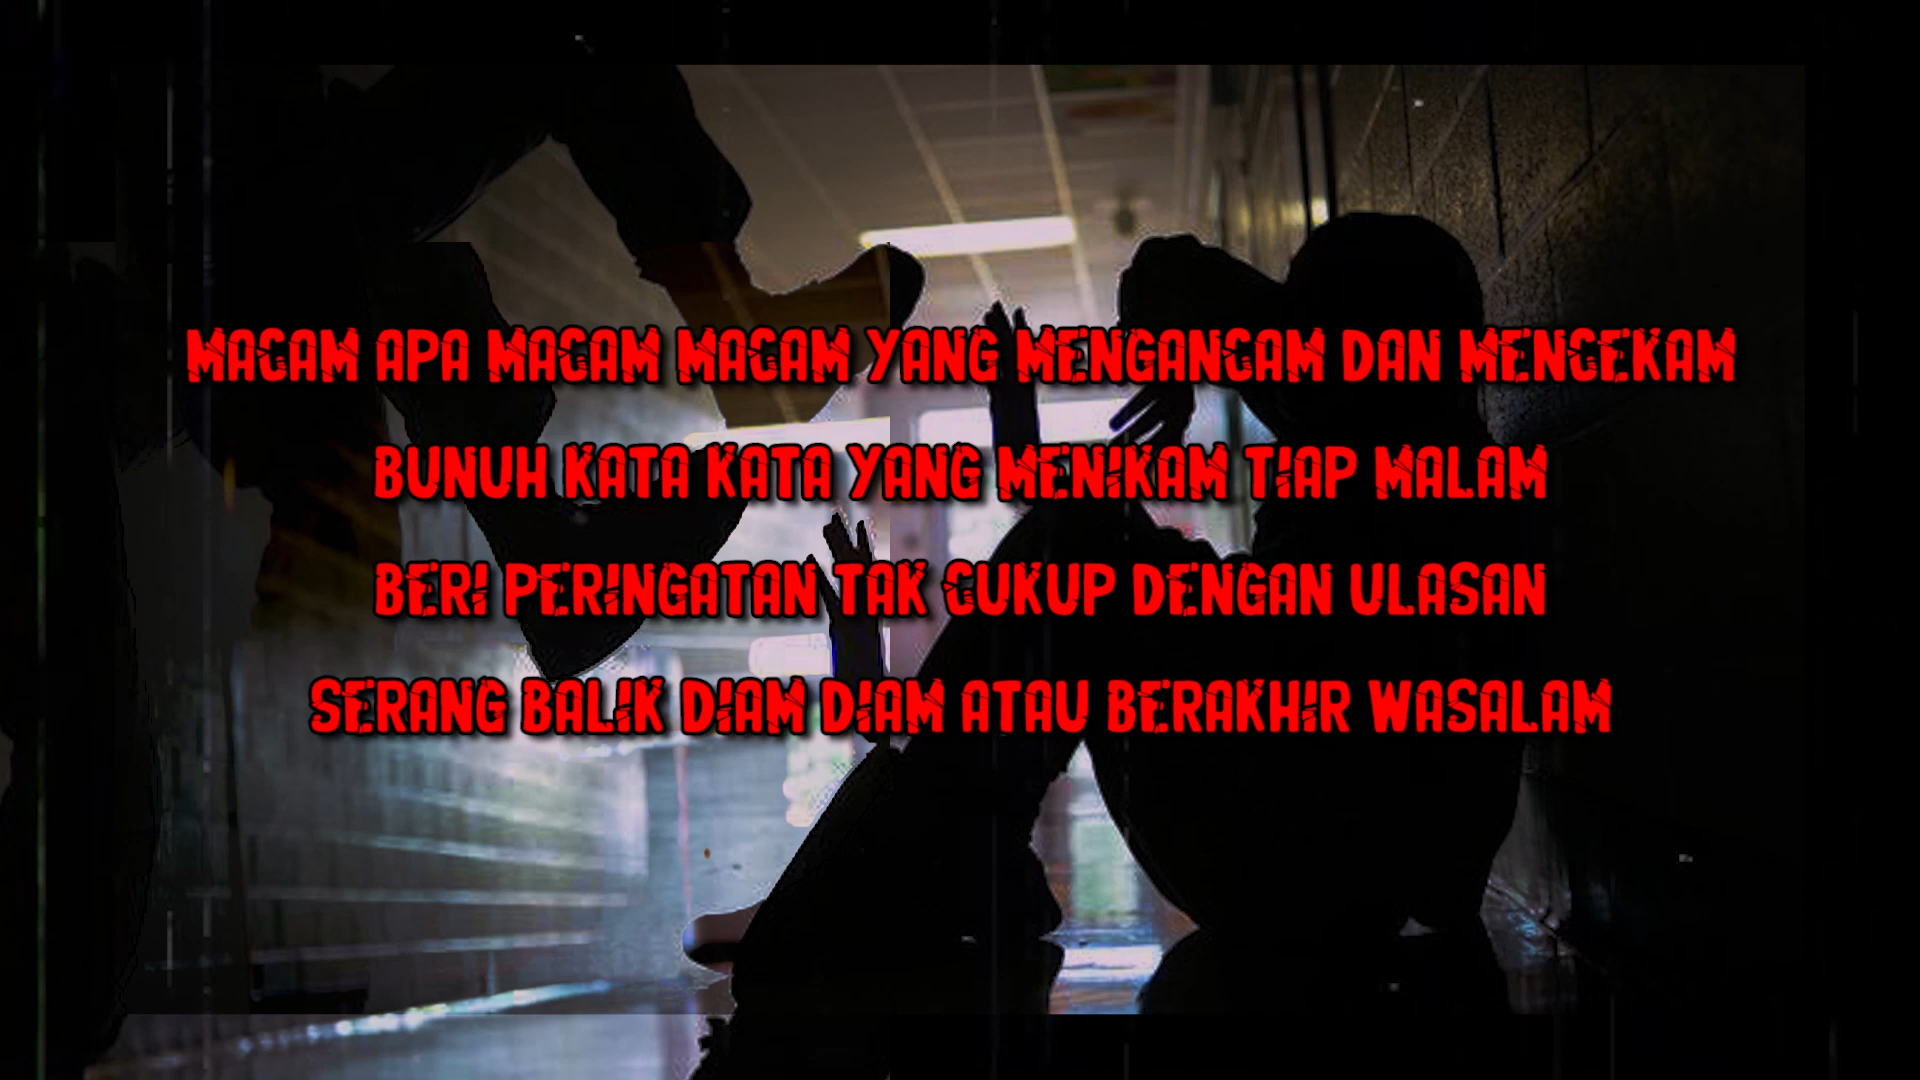 MACAM APA MACAM MACAM YANG MENGANCAM DAN MENCEKAM
BUNUH KATA KATA YANG MENIKAM TIAP MALAM
BERI PERINGATAN TAK CUKUP DENGAN ULASAN
SERANG BALIK DIAM DIAM ATAU BERAKHIR WASALAM